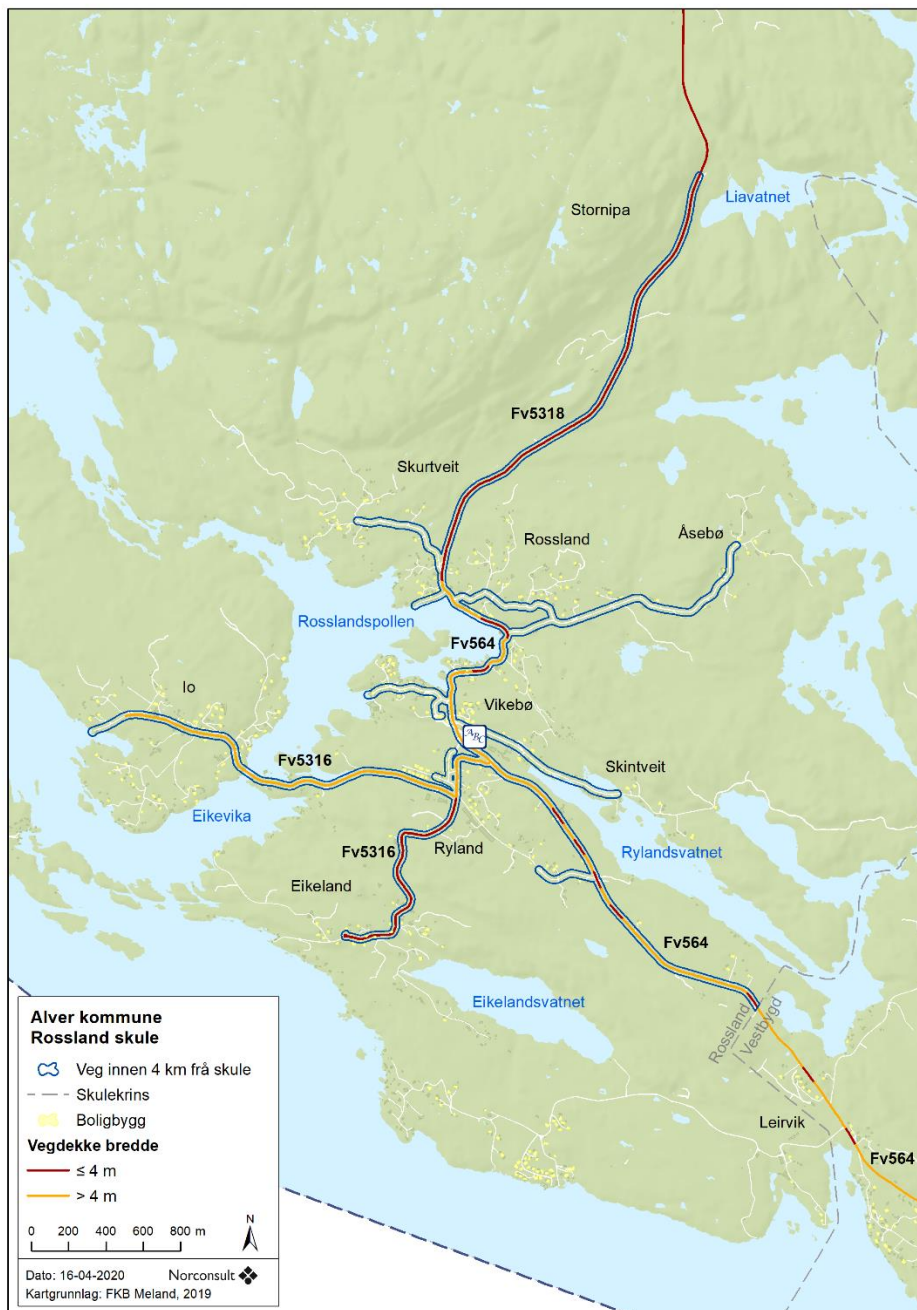 Stornipa
Liavatnet
Fv5318
Skurtveit
Rossland
Åsebø
Rosslandspollen
Fv564
Io
Vikebø
ABC
Fv5316
Skintveit
Eikevika
Fv5316
Ryland
Rylandsvatnet
Eikeland
Fv564
Eikelandsvatnet
Rossland
Vestbygd
Leirvik
Fv564
Alver kommune
Rossland skule
Veg innen 4 km frå skule
Skulekrins
Boligbygg
Vegdekke bredde
≤ 4 m
> 4 m
0 200 400 600 800 m
N
Dato: 16-04-2020 Norconsult
Kartgrunnlag: FKB Meland, 2019